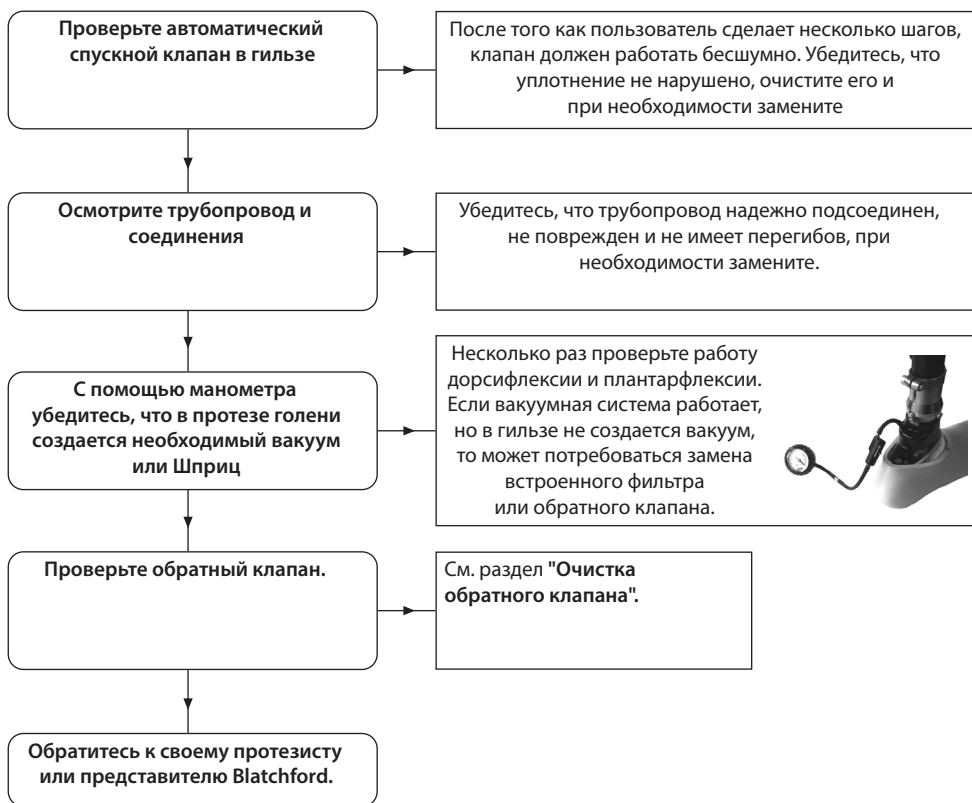 Проверьте автоматический
спускной клапан в гильзе
После того как пользователь сделает несколько шагов,
клапан должен работать бесшумно. Убедитесь, что
уплотнение не нарушено, очистите его и
при необходимости замените
Осмотрите трубопровод и
соединения
Убедитесь, что трубопровод надежно подсоединен,
не поврежден и не имеет перегибов, при
необходимости замените.
С помощью манометра
убедитесь, что в протезе голени
создается необходимый вакуум
или Шприц
Несколько раз проверьте работу
дорсифлексии и плантарфлексии.
Если вакуумная система работает,
но в гильзе не создается вакуум,
то может потребоваться замена
встроенного фильтра
или обратного клапана.
Проверьте обратный клапан.
См. раздел "Очистка
обратного клапана".
Обратитесь к своему протезисту
или представителю Blatchford.